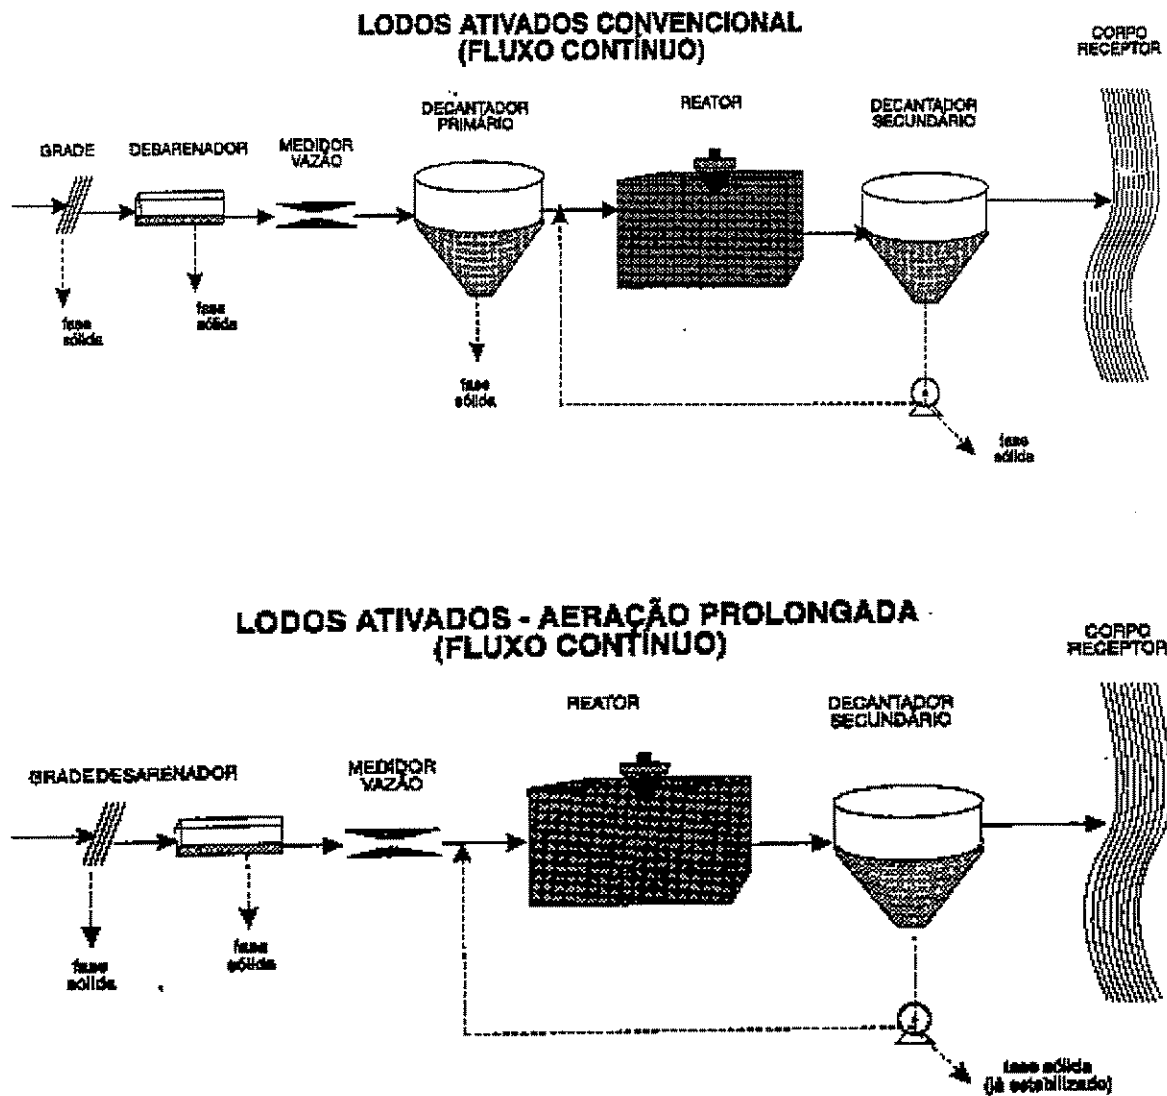 LODOS ATIVADOS CONVENCIONAL
(FLUXO CONTÍNUO)
CORPO
RECEPTOR
GRADE
DEBARENADOR
MEDIDOR
VAZÃO
DECANTADOR
PRIMÁRIO
REATOR
DECANTADOR
SECUNDÁRIO
fase
sólida
fase
sólida
fase
sólida
fase
sólida
LODOS ATIVADOS - AERAÇÃO PROLONGADA
(FLUXO CONTÍNUO)
CORPO
RECEPTOR
GRADE DESARENADOR
MEDIDOR
VAZÃO
REATOR
DECANTADOR
SECUNDÁRIO
fase
sólida
fase
sólida
fase sólida
(já estabilizado)